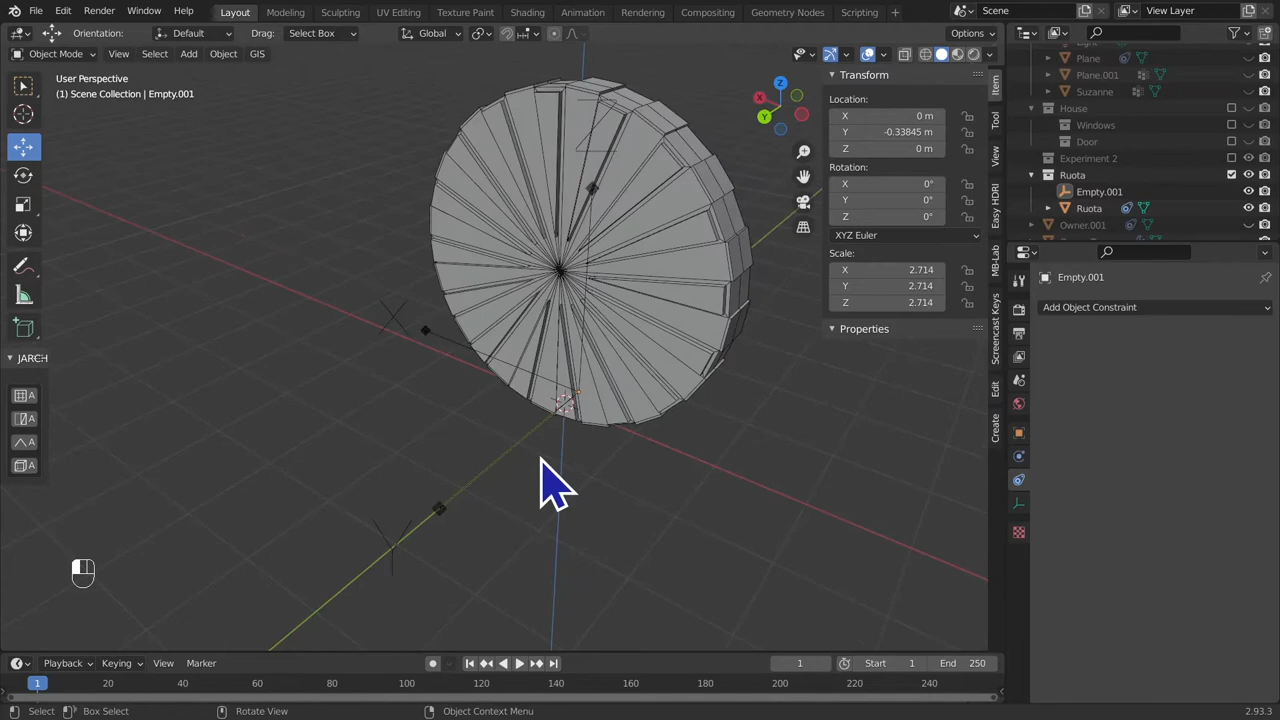 File Edit Render Window Help Layout Modeling Sculpting UV Editing Texture Paint Shading Animation Rendering Compositing Geometry Nodes Scripting Scene View Layer
Orientation: Default Drag: Select Box Global Options
Object Mode View Select Add Object GIS
User Perspective
(1) Scene Collection | Empty.001
Z
X
Y
Transform
Location:
X 0 m
Y -0.33845 m
Z 0 m
Rotation:
X 0°
Y 0°
Z 0°
XYZ Euler
Scale:
X 2.714
Y 2.714
Z 2.714
Properties
Item
Tool
View
Easy HDRI
MB-Lab
Screencast Keys
Edit
Create
Plane
Plane.001
Suzanne
House
Windows
Door
Experiment 2
Ruota
Empty.001
Ruota
Owner.001
Empty.001
Add Object Constraint
JARCH
A
A
A
A
Playback Keying View Marker 1 Start 1 End 250
1 20 40 60 80 100 120 140 160 180 200 220 240
Select Box Select Rotate View Object Context Menu 2.93.3